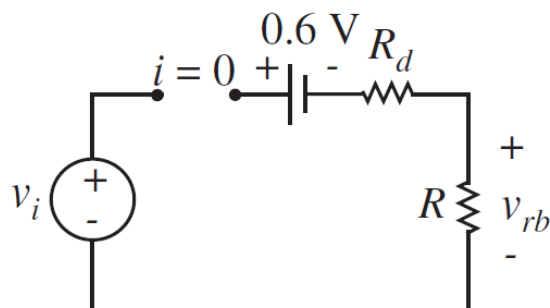 0.6 V
i = 0 + - R_d
+
v_i
+
-
R
v_rb
-